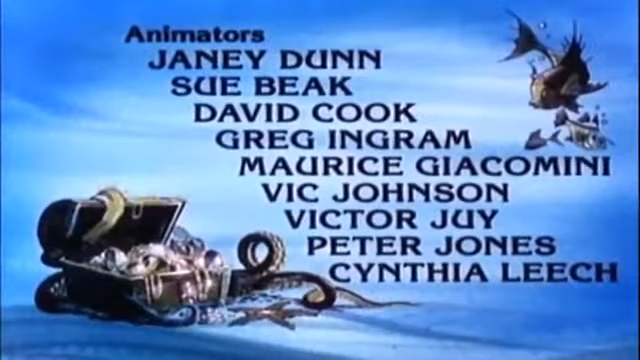 Animators
JANEY DUNN
SUE BEAK
DAVID COOK
GREG INGRAM
MAURICE GIACOMINI
VIC JOHNSON
VICTOR JUY
PETER JONES
CYNTHIA LEECH